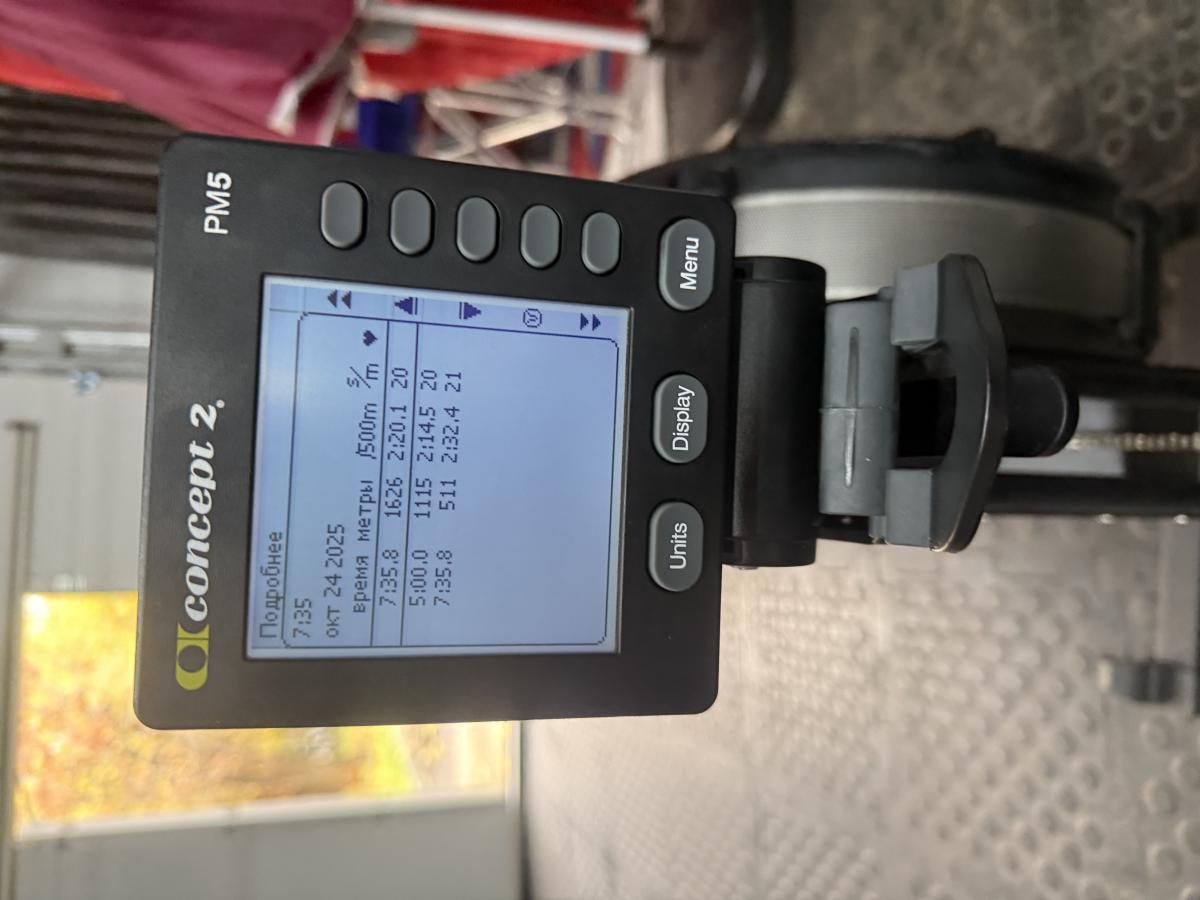 concept 2.
PM5
Подробнее
7:35
окт 24 2025
время метры /500m s/m
7:35.8 1626 2:20.1 20
5:00.0 1115 2:14.5 20
7:35.8 511 2:32.4 21
Units
Display
Menu